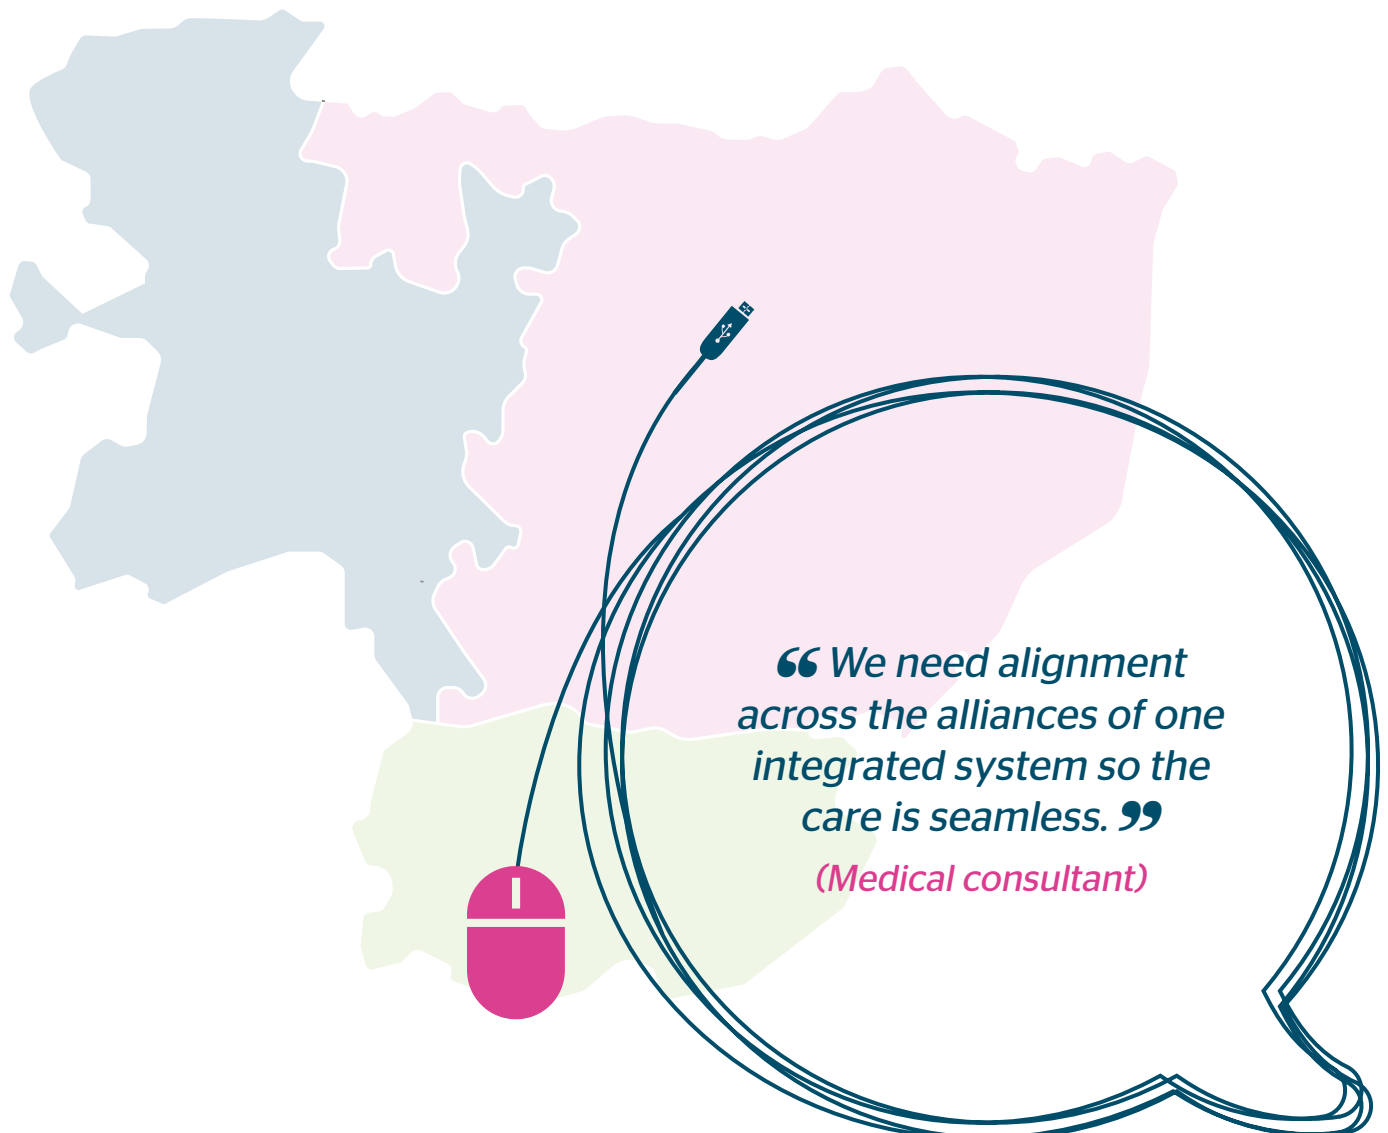 ❝ We need alignment
across the alliances of one
integrated system so the
care is seamless. ❞
(Medical consultant)